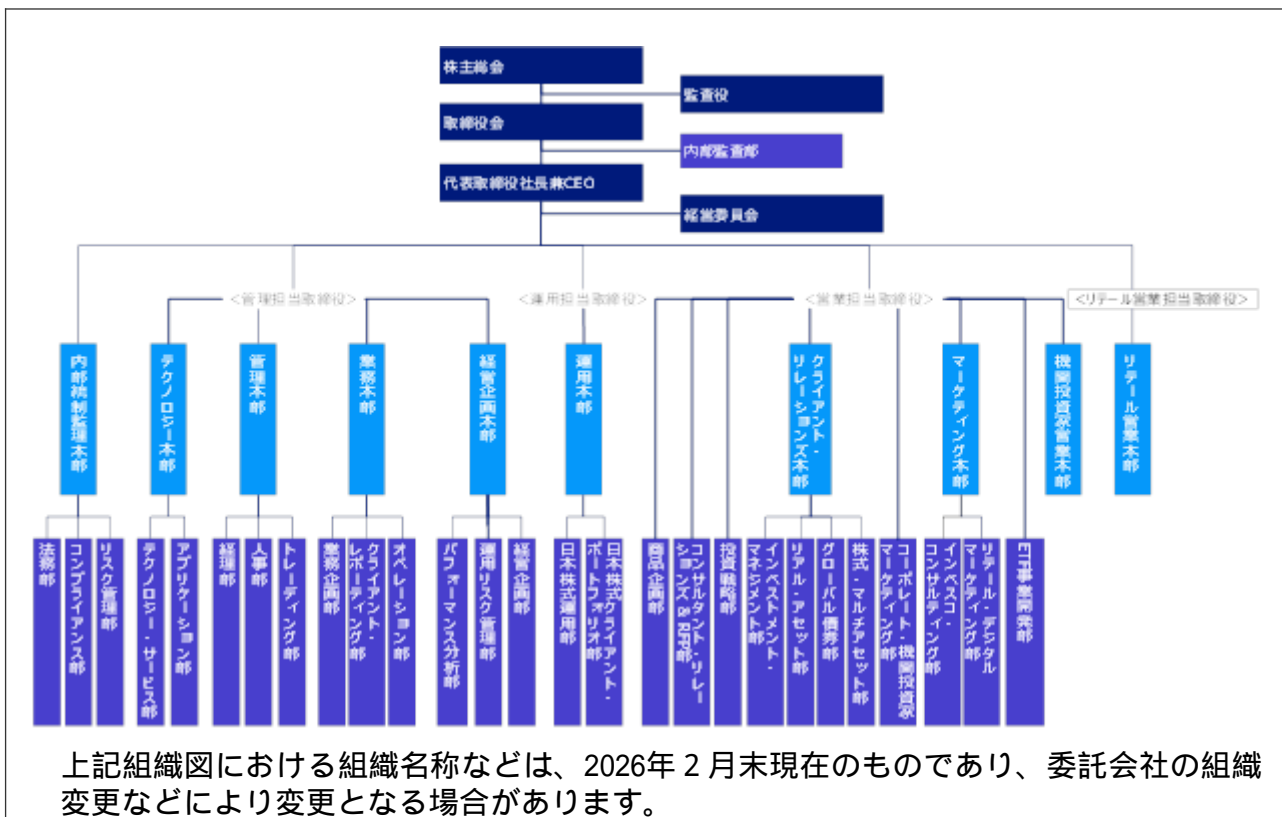 株主総会
監査役
取締役会
内部監査部
代表取締役社長兼CEO
経営委員会
<管理担当取締役>
<運用担当取締役>
<営業担当取締役>
<リテール営業担当取締役>
内部統制監理本部
テクノロジー本部
管理本部
業務本部
経営企画本部
運用本部
クライアント・
リレーションズ本部
マーケティング本部
機関投資家営業本部
リテール営業本部
法務部
コンプライアンス部
リスク管理部
テクノロジー・サービス部
アプリケーション部
経理部
人事部
トレーディング部
業務企画部
クライアント・
レポーティング部
オペレーション部
パフォーマンス分析部
運用リスク管理部
経営企画部
日本株式運用部
日本株式クライアント・
ポートフォリオ部
商品企画部
コンサルタント・リレー
ションズ & RFP部
投資戦略部
インベストメント・
マネジメント部
リアル・アセット部
グローバル債券部
株式・マルチアセット部
コーポレート・機関投資家
マーケティング部
インベスコ・
コンサルティング部
リテール・デジタル
マーケティング部
ETF事業開発部
上記組織図における組織名称などは、2026年２月末現在のものであり、委託会社の組織
変更などにより変更となる場合があります。